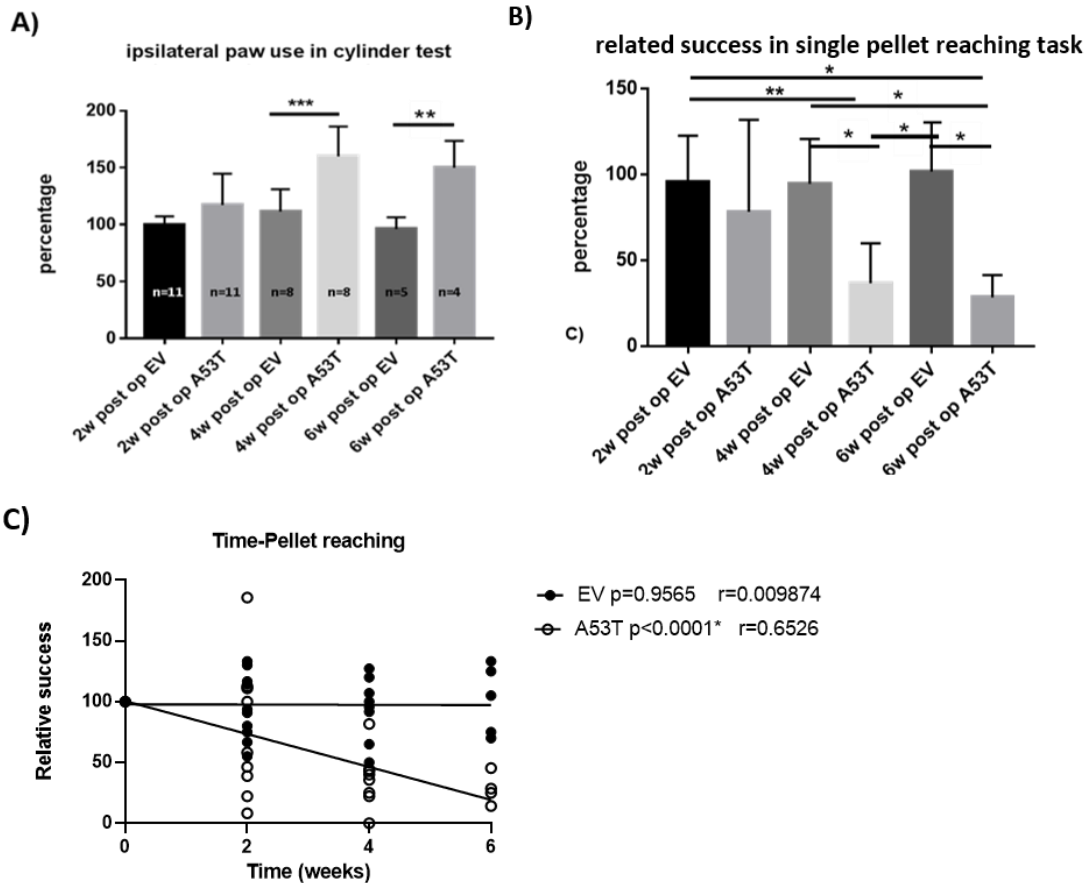 A)
ipsilateral paw use in cylinder test
percentage
200
150
100
50
0
***
**
n=11
n=11
n=8
n=8
n=5
n=4
2w post op EV
2w post op A53T
4w post op EV
4w post op A53T
6w post op EV
6w post op A53T
B)
related success in single pellet reaching task
percentage
150
100
50
0
*
**
*
*
*
*
C)
2w post op EV
2w post op A53T
4w post op EV
4w post op A53T
6w post op EV
6w post op A53T
C)
Time-Pellet reaching
Relative success
200
150
100
50
0
0 2 4 6
Time (weeks)
EV p=0.9565 r=0.009874
A53T p<0.0001* r=0.6526